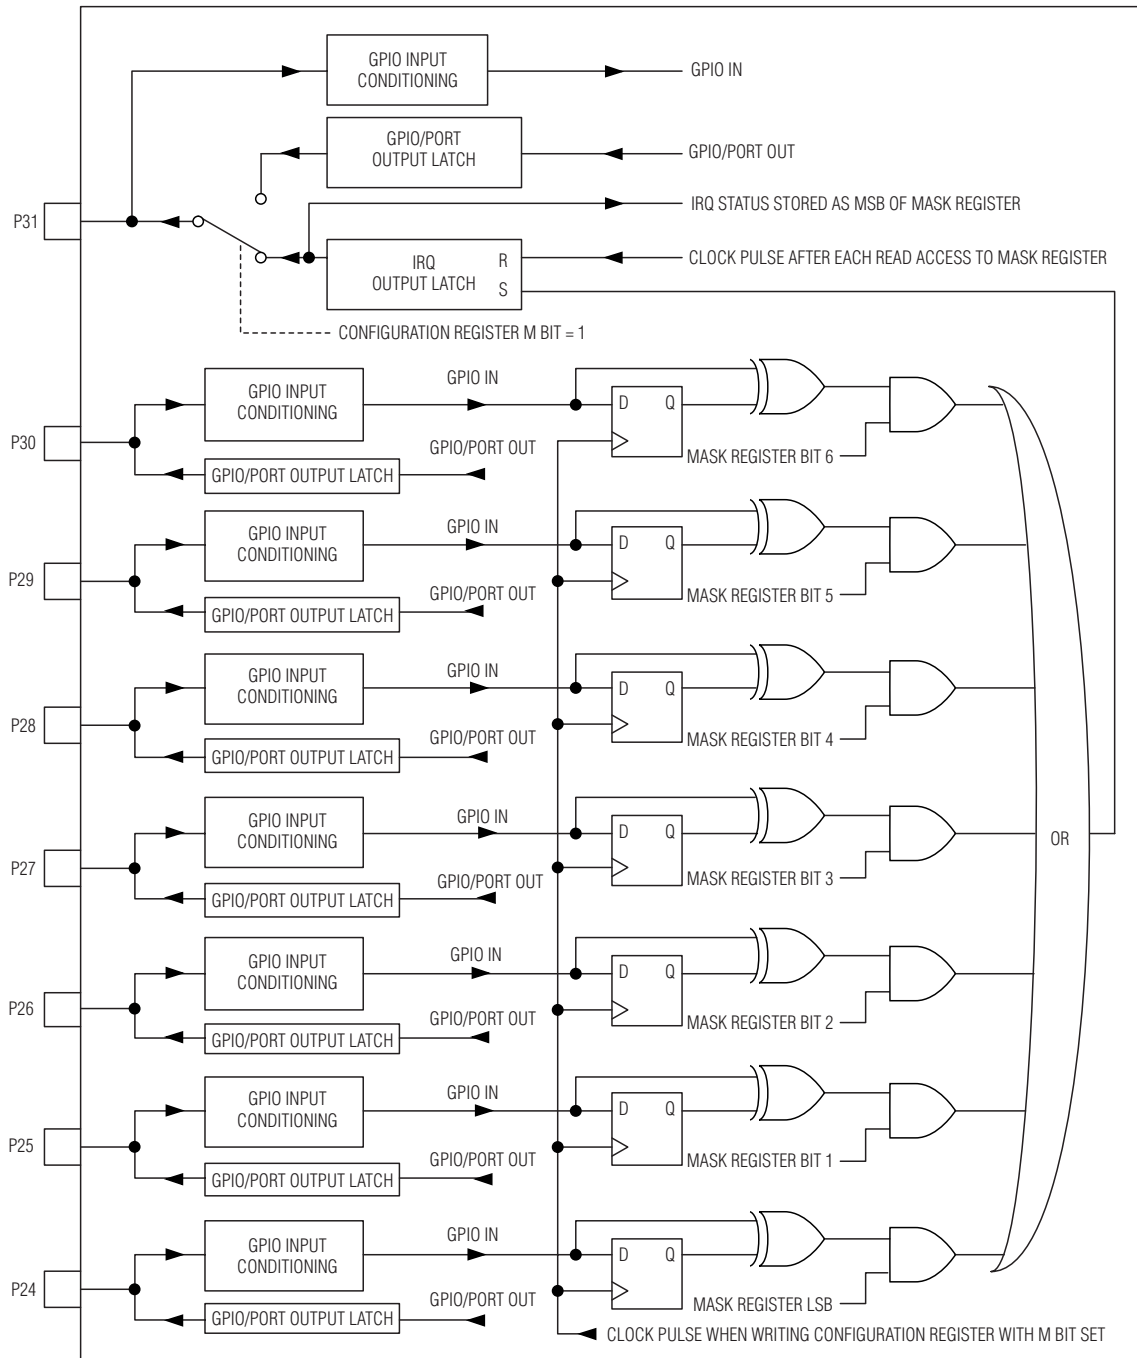 GPIO INPUT
CONDITIONING
GPIO IN
GPIO/PORT
OUTPUT LATCH
GPIO/PORT OUT
P31
IRQ STATUS STORED AS MSB OF MASK REGISTER
IRQ
OUTPUT LATCH
R
S
CLOCK PULSE AFTER EACH READ ACCESS TO MASK REGISTER
CONFIGURATION REGISTER M BIT = 1
P30
GPIO INPUT
CONDITIONING
GPIO IN
GPIO/PORT OUT
GPIO/PORT OUTPUT LATCH
D Q
MASK REGISTER BIT 6
P29
GPIO INPUT
CONDITIONING
GPIO IN
GPIO/PORT OUT
GPIO/PORT OUTPUT LATCH
D Q
MASK REGISTER BIT 5
P28
GPIO INPUT
CONDITIONING
GPIO IN
GPIO/PORT OUT
GPIO/PORT OUTPUT LATCH
D Q
MASK REGISTER BIT 4
P27
GPIO INPUT
CONDITIONING
GPIO IN
GPIO/PORT OUT
GPIO/PORT OUTPUT LATCH
D Q
MASK REGISTER BIT 3
OR
P26
GPIO INPUT
CONDITIONING
GPIO IN
GPIO/PORT OUT
GPIO/PORT OUTPUT LATCH
D Q
MASK REGISTER BIT 2
P25
GPIO INPUT
CONDITIONING
GPIO IN
GPIO/PORT OUT
GPIO/PORT OUTPUT LATCH
D Q
MASK REGISTER BIT 1
P24
GPIO INPUT
CONDITIONING
GPIO IN
GPIO/PORT OUT
GPIO/PORT OUTPUT LATCH
D Q
MASK REGISTER LSB
CLOCK PULSE WHEN WRITING CONFIGURATION REGISTER WITH M BIT SET